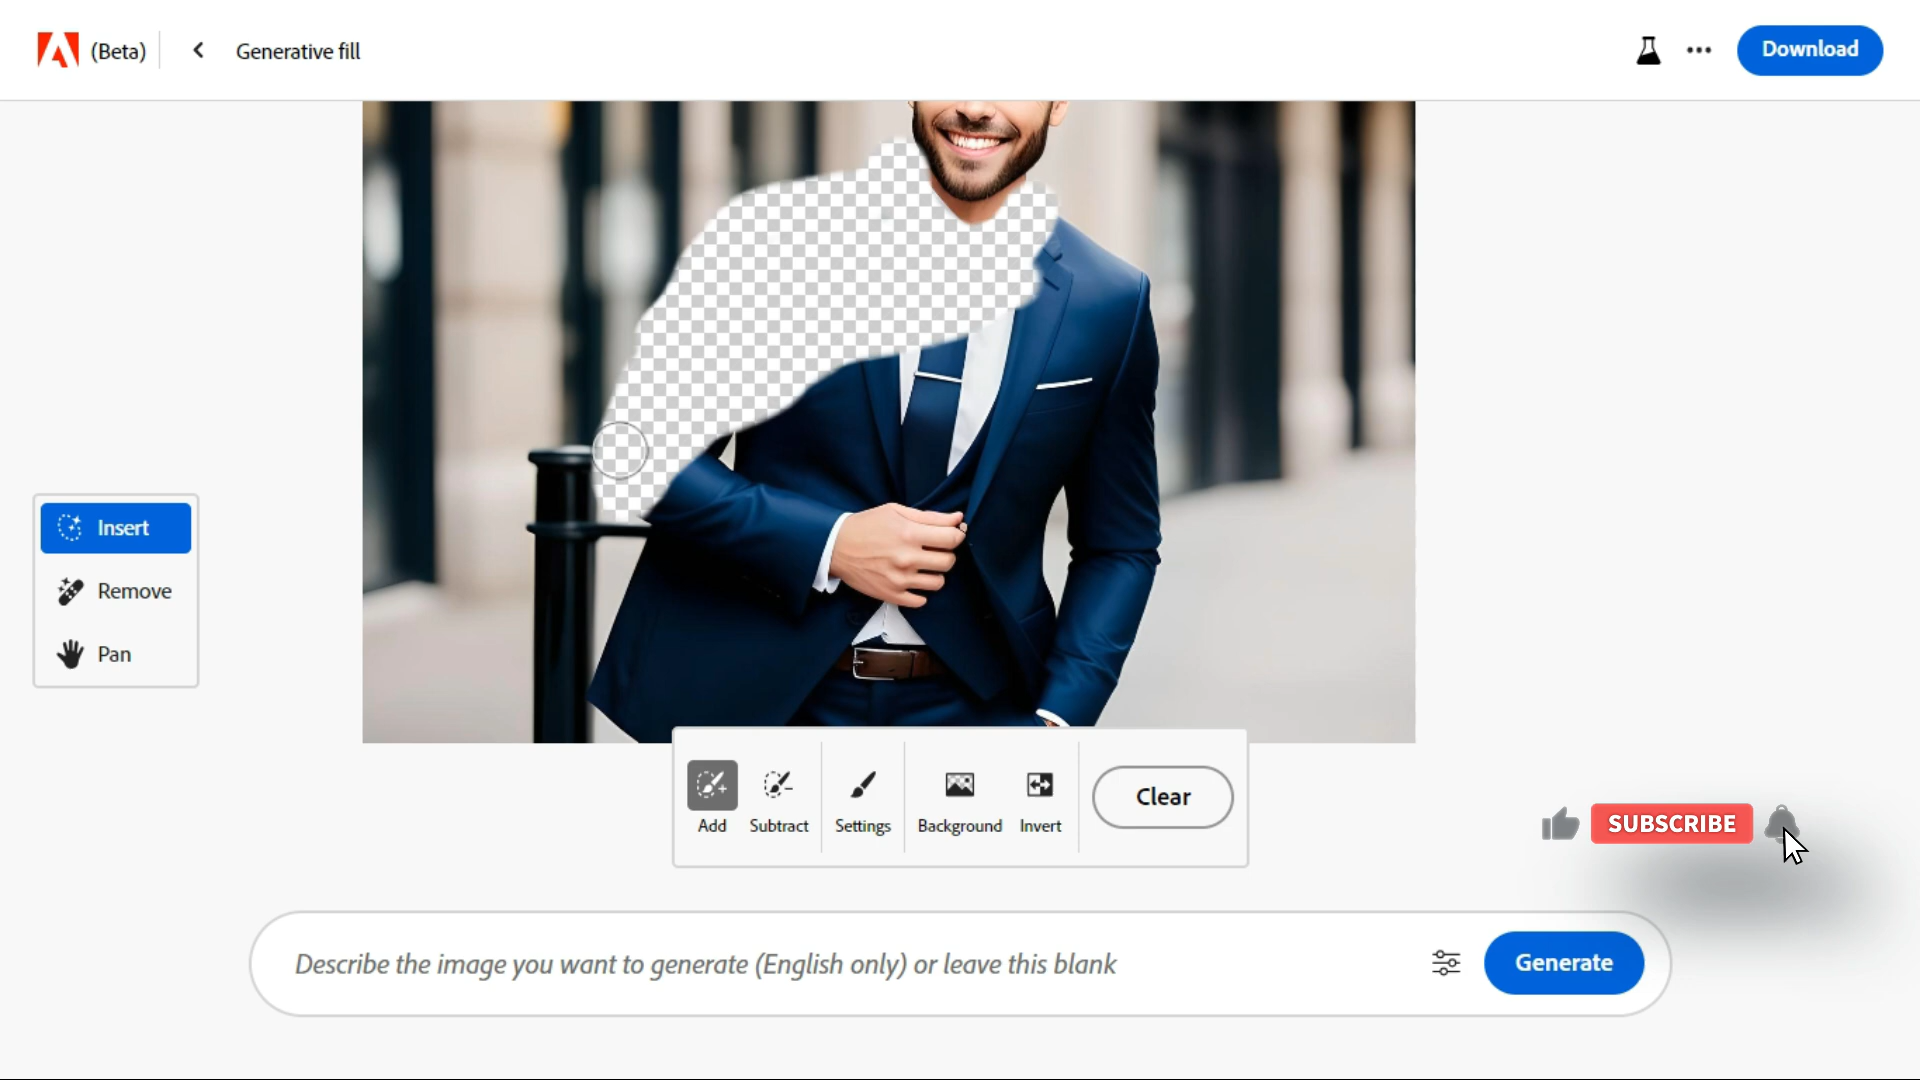 (Beta)
Generative fill
Download
Insert
Remove
Pan
Add
Subtract
Settings
Background
Invert
Clear
SUBSCRIBE
Describe the image you want to generate (English only) or leave this blank
Generate